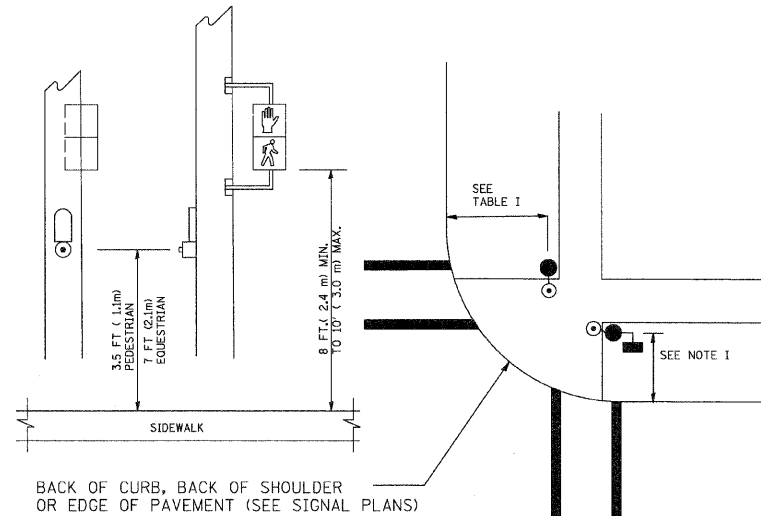 SEE
TABLE I
3.5 FT ( 1.1m)
PEDESTRIAN
7 FT (2.1m)
EQUESTRIAN
8 FT.( 2.4 m) MIN.
TO 10' ( 3.0 m) MAX.
SEE NOTE I
SIDEWALK
BACK OF CURB, BACK OF SHOULDER
OR EDGE OF PAVEMENT (SEE SIGNAL PLANS)